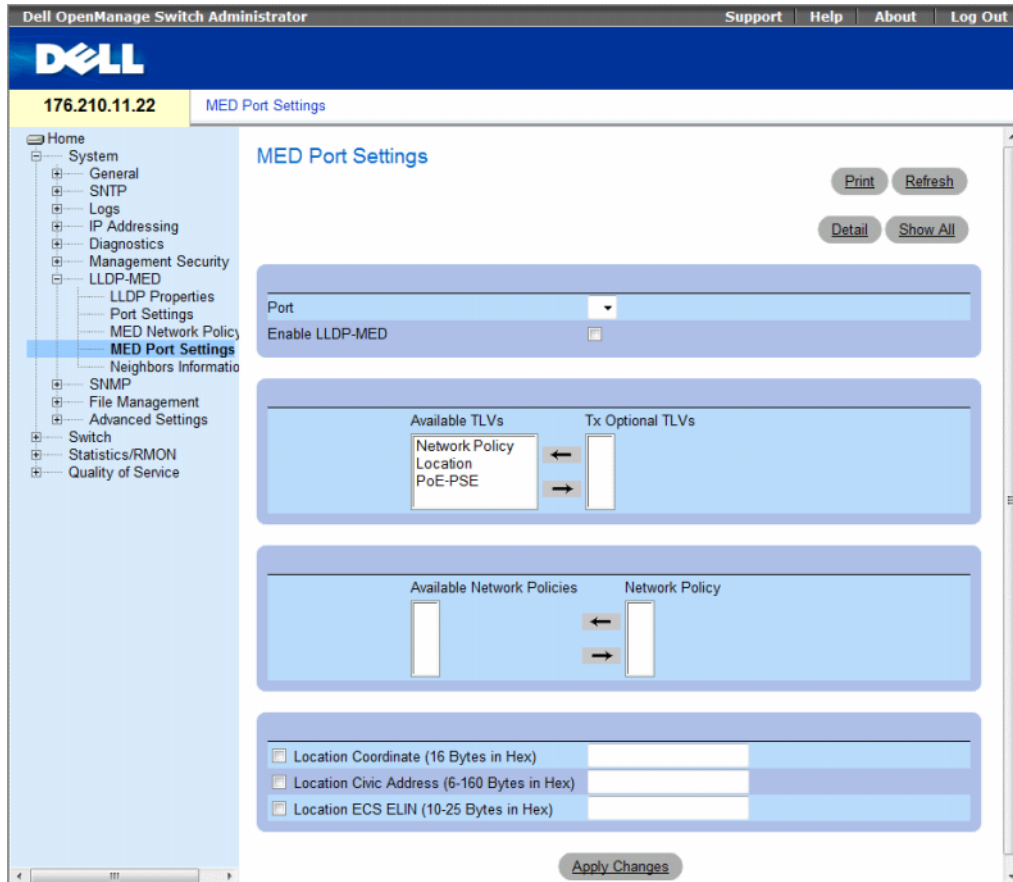 Dell OpenManage Switch Administrator
Support Help About Log Out
DELL
176.210.11.22
MED Port Settings
Home
System
General
SNTP
Logs
IP Addressing
Diagnostics
Management Security
LLDP-MED
LLDP Properties
Port Settings
MED Network Policy
MED Port Settings
Neighbors Informatio
SNMP
File Management
Advanced Settings
Switch
Statistics/RMON
Quality of Service
MED Port Settings
Print Refresh
Detail Show All
Port
Enable LLDP-MED
Available TLVs Tx Optional TLVs
Network Policy
Location
PoE-PSE
Available Network Policies Network Policy
Location Coordinate (16 Bytes in Hex)
Location Civic Address (6-160 Bytes in Hex)
Location ECS ELIN (10-25 Bytes in Hex)
Apply Changes